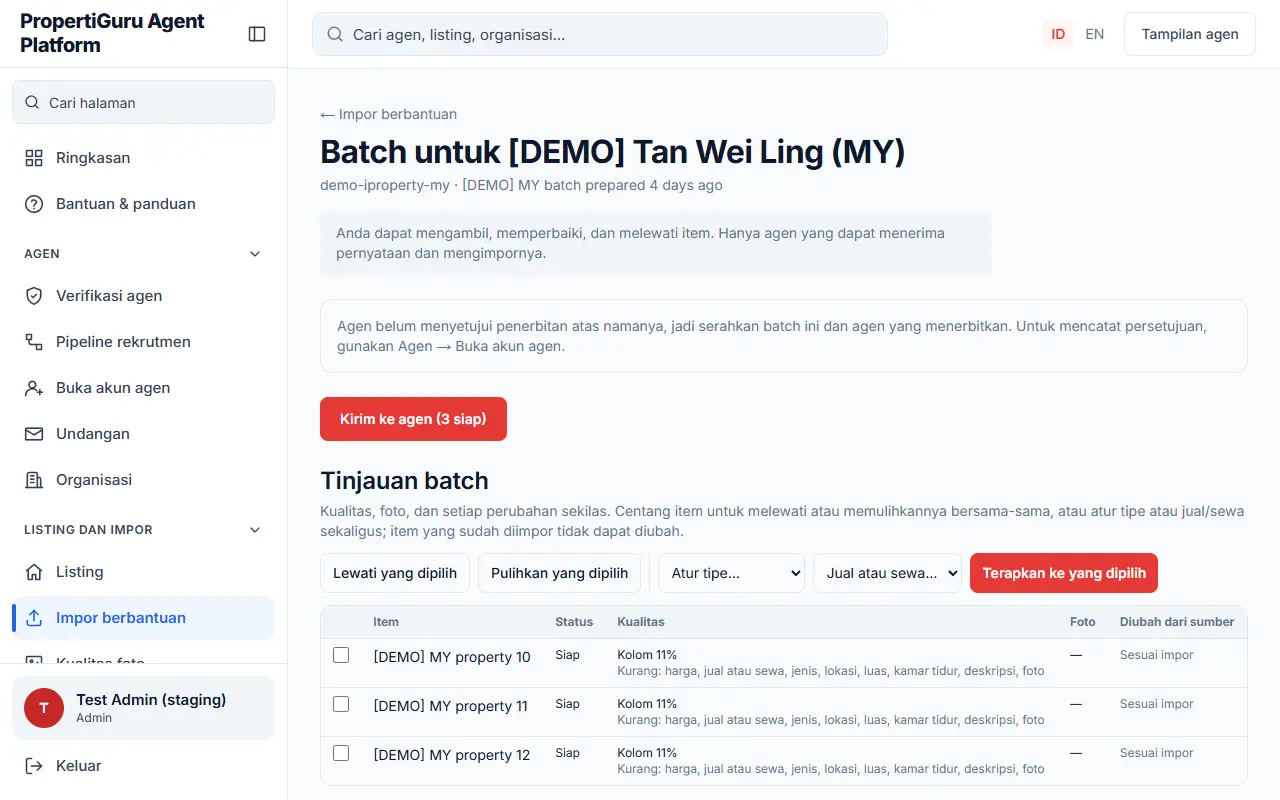 PropertiGuru Agent
Platform
Cari halaman
Ringkasan
Bantuan & panduan
AGEN
Verifikasi agen
Pipeline rekrutmen
Buka akun agen
Undangan
Organisasi
LISTING DAN IMPOR
Listing
Impor berbantuan
Kualitas foto
T
Test Admin (staging)
Admin
Keluar
Cari agen, listing, organisasi...
ID
EN
Tampilan agen
← Impor berbantuan
Batch untuk [DEMO] Tan Wei Ling (MY)
demo-iproperty-my · [DEMO] MY batch prepared 4 days ago
Anda dapat mengambil, memperbaiki, dan melewati item. Hanya agen yang dapat menerima
pernyataan dan mengimpornya.
Agen belum menyetujui penerbitan atas namanya, jadi serahkan batch ini dan agen yang menerbitkan. Untuk mencatat persetujuan,
gunakan Agen → Buka akun agen.
Kirim ke agen (3 siap)
Tinjauan batch
Kualitas, foto, dan setiap perubahan sekilas. Centang item untuk melewati atau memulihkannya bersama-sama, atau atur tipe atau jual/sewa
sekaligus; item yang sudah diimpor tidak dapat diubah.
Lewati yang dipilih
Pulihkan yang dipilih
Atur tipe...
Jual atau sewa...
Terapkan ke yang dipilih
Item Status Kualitas Foto Diubah dari sumber
[DEMO] MY property 10 Siap Kolom 11% — Sesuai impor
Kurang: harga, jual atau sewa, jenis, lokasi, luas, kamar tidur, deskripsi, foto
[DEMO] MY property 11 Siap Kolom 11% — Sesuai impor
Kurang: harga, jual atau sewa, jenis, lokasi, luas, kamar tidur, deskripsi, foto
[DEMO] MY property 12 Siap Kolom 11% — Sesuai impor
Kurang: harga, jual atau sewa, jenis, lokasi, luas, kamar tidur, deskripsi, foto